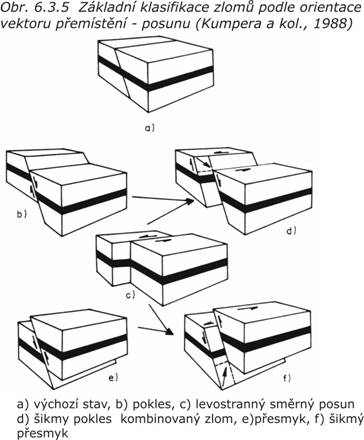 Obr. 6.3.5 Základní klasifikace zlomů podle orientace
vektoru přemístění - posunu (Kumpera a kol., 1988)
a)
b)
d)
c)
e)
f)
a) výchozí stav, b) pokles, c) levostranný směrný posun
d) šikmy pokles kombinovaný zlom, e)přesmyk, f) šikmý
přesmyk